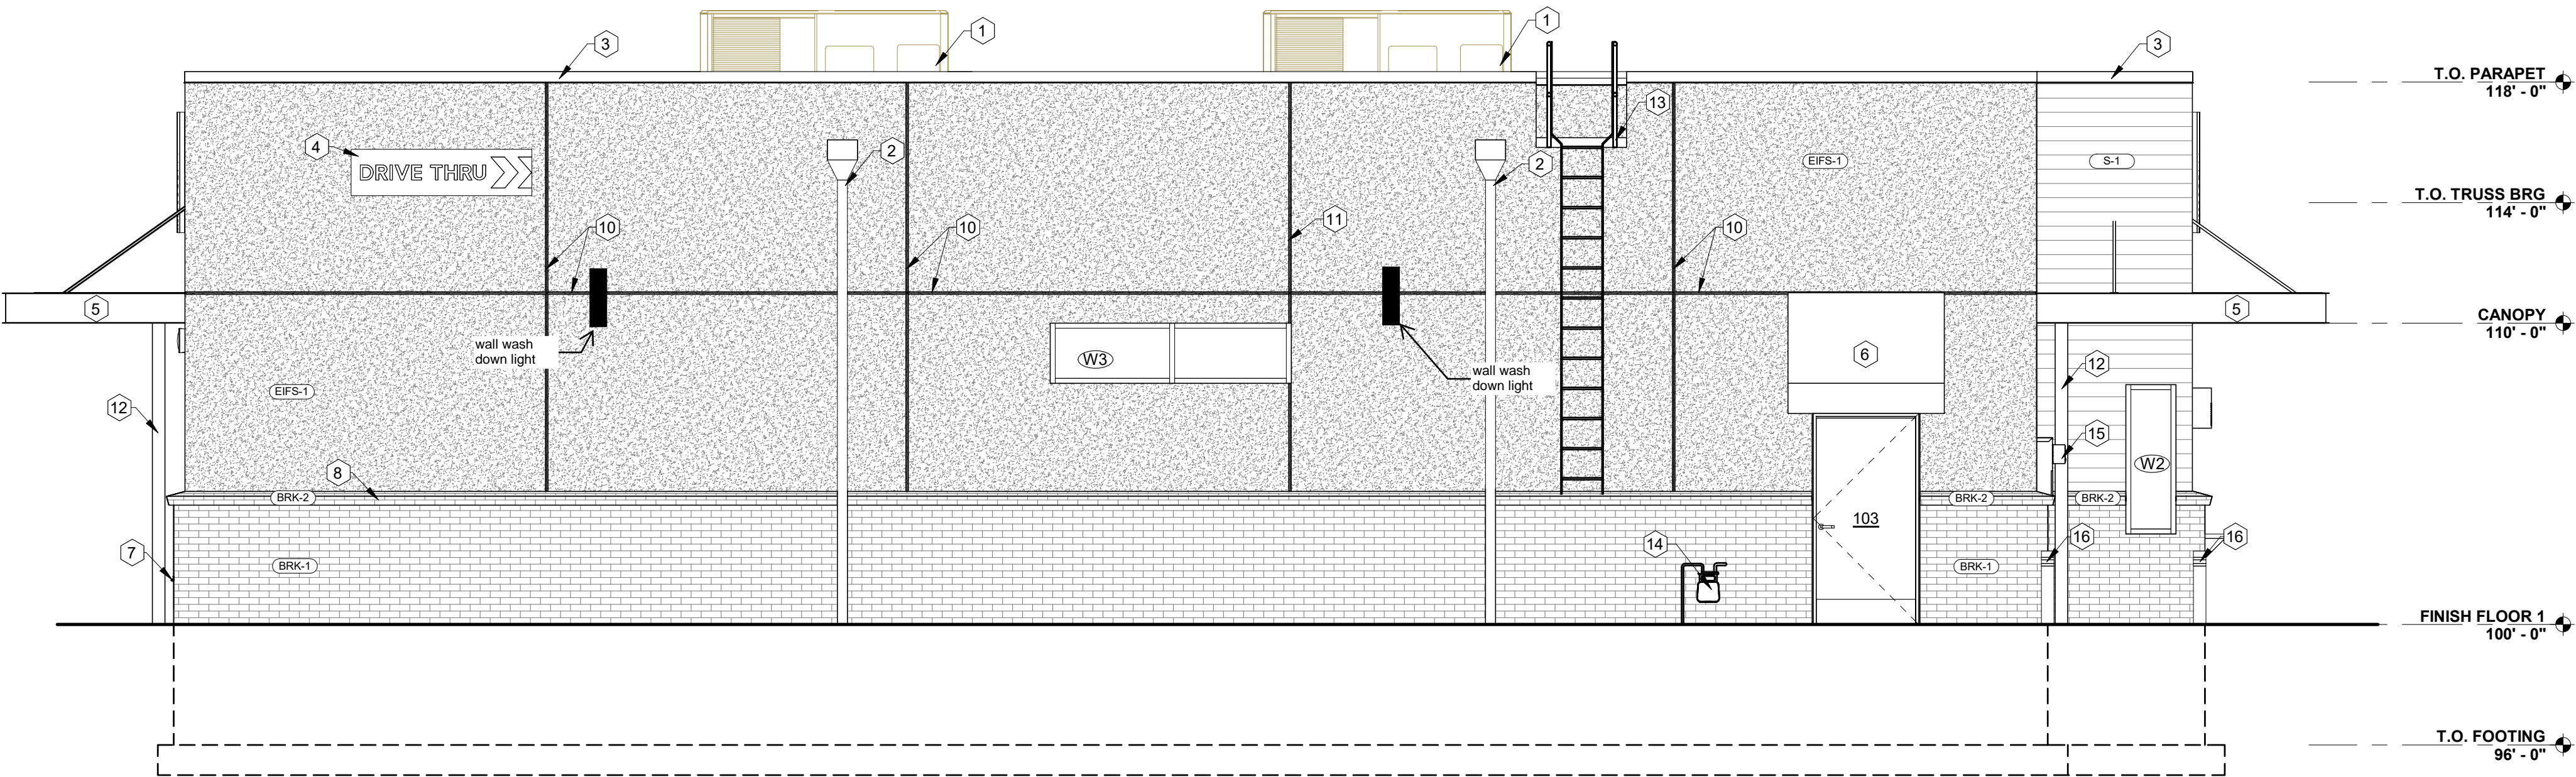 1
1
3
3
T.O. PARAPET
118' - 0"
13
4
DRIVE THRU
2
2
EIFS-1
S-1
T.O. TRUSS BRG
114' - 0"
10
10
11
10
5
5
CANOPY
110' - 0"
wall wash
down light
W3
wall wash
down light
6
12
EIFS-1
12
15
W2
8
BRK-2
BRK-2
BRK-2
103
7
14
16
16
BRK-1
BRK-1
FINISH FLOOR 1
100' - 0"
T.O. FOOTING
96' - 0"